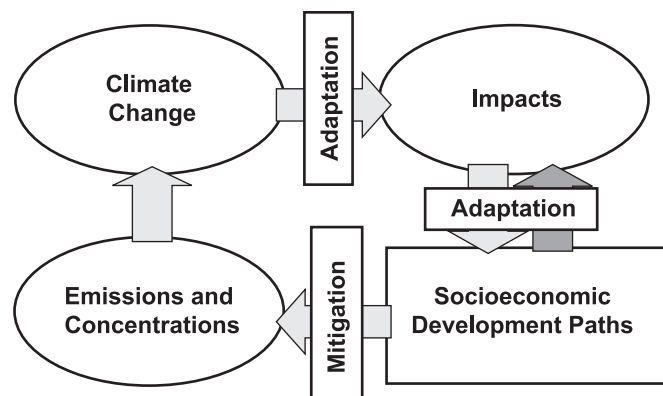 Climate
Change
Adaptation
Impacts
Adaptation
Emissions and
Concentrations
Mitigation
Socioeconomic
Development Paths